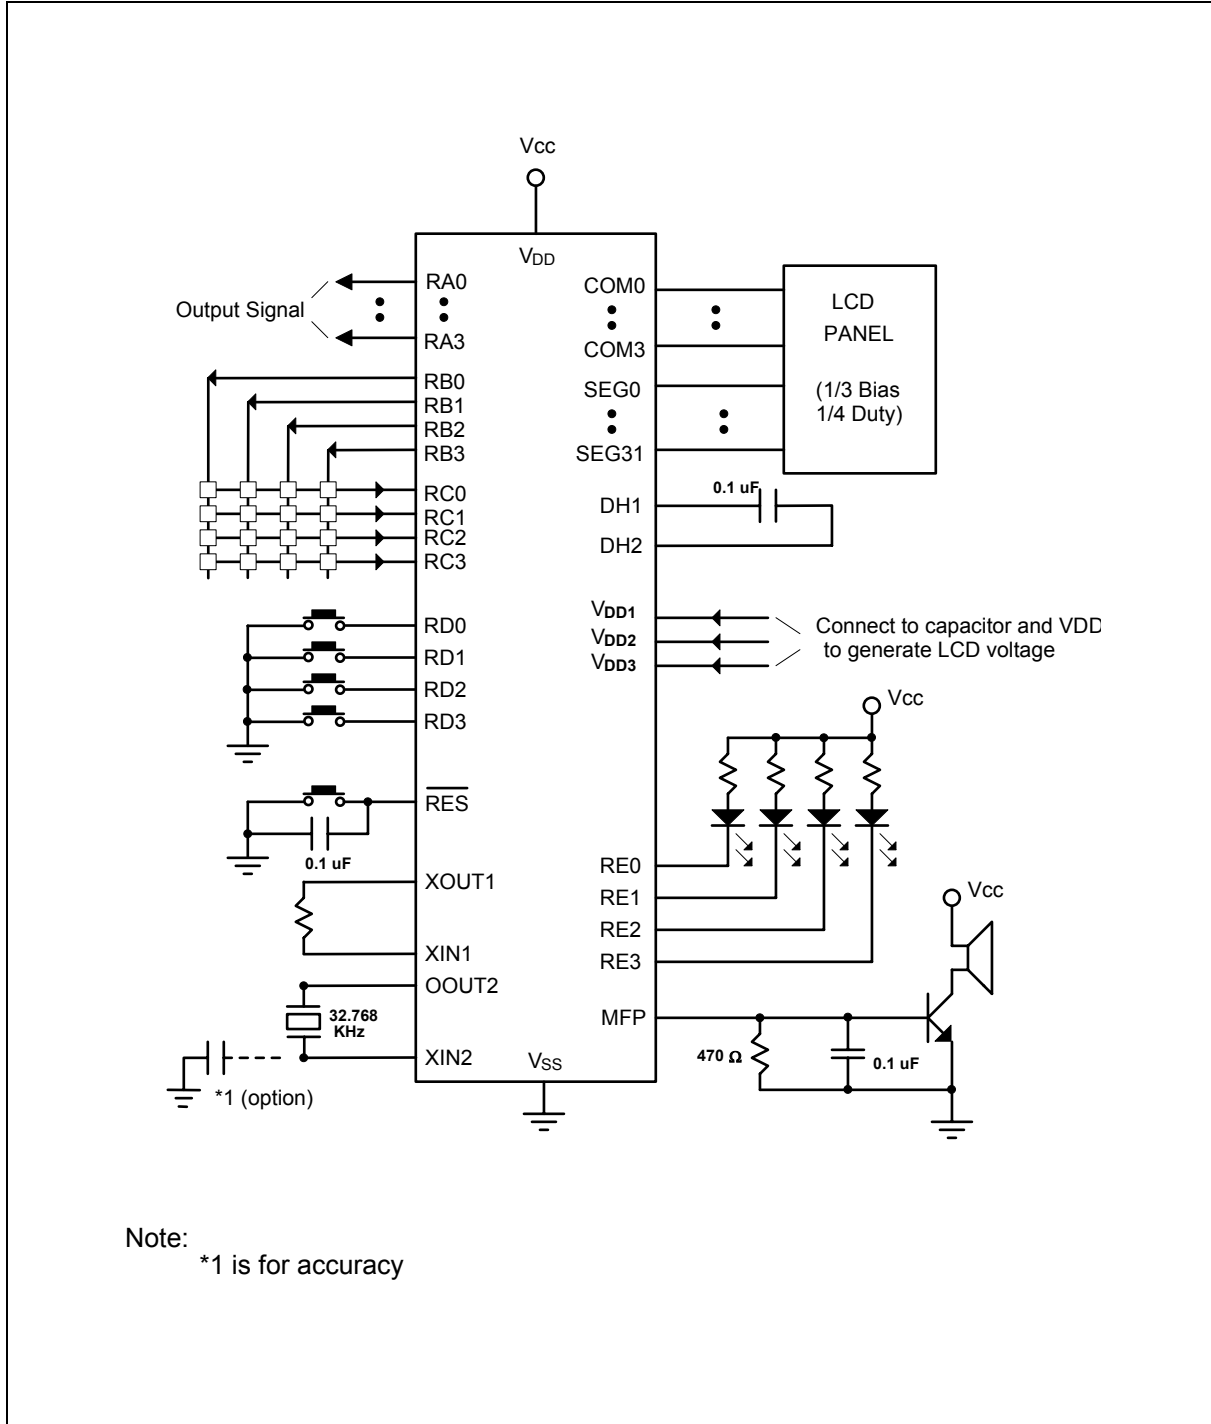 Vcc
VDD
Output Signal
RA0
RA3
RB0
RB1
RB2
RB3
RC0
RC1
RC2
RC3
RD0
RD1
RD2
RD3
RES
0.1 uF
XOUT1
XIN1
OOUT2
32.768
KHz
XIN2
*1 (option)
VSS
COM0
COM3
SEG0
SEG31
LCD
PANEL
(1/3 Bias
1/4 Duty)
DH1
0.1 uF
DH2
VDD1
VDD2
VDD3
Connect to capacitor and VDD
to generate LCD voltage
Vcc
RE0
RE1
RE2
RE3
Vcc
MFP
470 Ω
0.1 uF
Note:
*1 is for accuracy